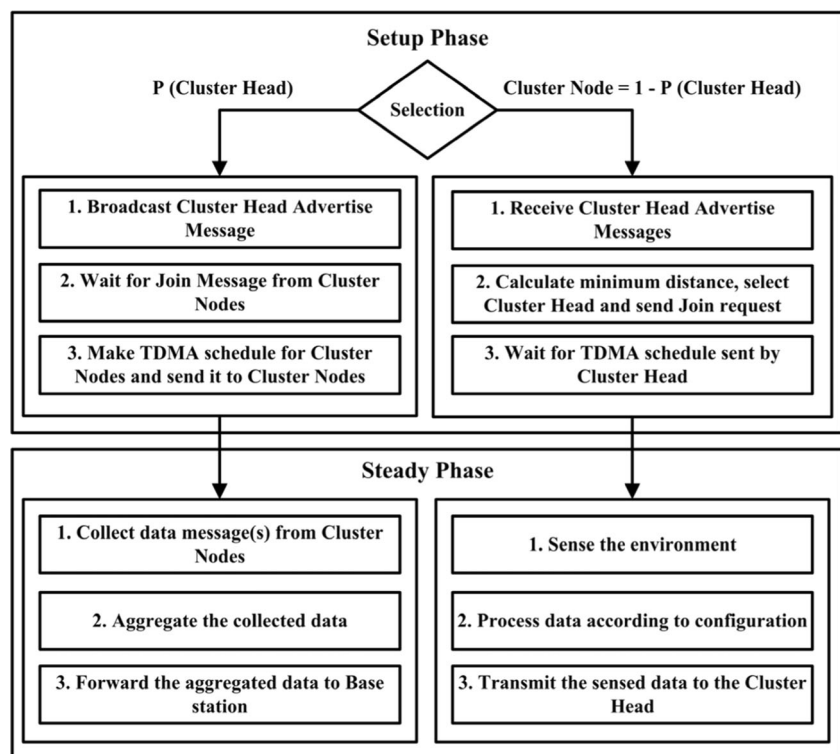 Setup Phase
P (Cluster Head)
Selection
Cluster Node = 1 - P (Cluster Head)
1. Broadcast Cluster Head Advertise
Message
2. Wait for Join Message from Cluster
Nodes
3. Make TDMA schedule for Cluster
Nodes and send it to Cluster Nodes
1. Receive Cluster Head Advertise
Messages
2. Calculate minimum distance, select
Cluster Head and send Join request
3. Wait for TDMA schedule sent by
Cluster Head
Steady Phase
1. Collect data message(s) from Cluster
Nodes
2. Aggregate the collected data
3. Forward the aggregated data to Base
station
1. Sense the environment
2. Process data according to configuration
3. Transmit the sensed data to the Cluster
Head